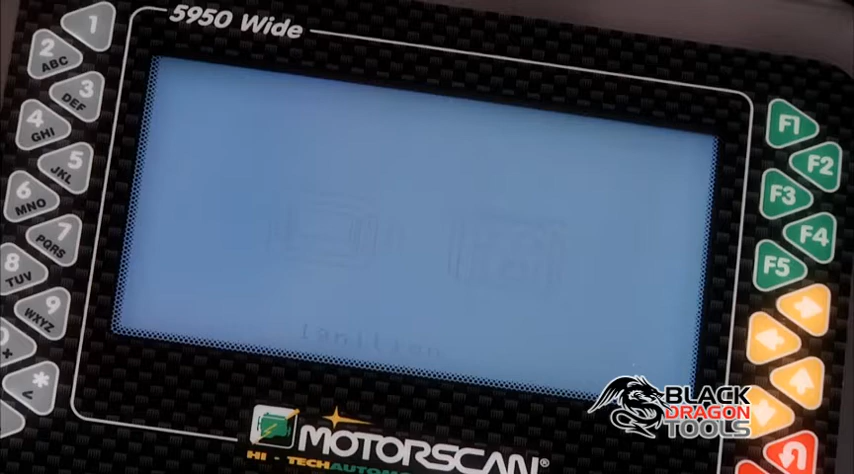 5950 Wide
1
2
ABC
3
DEF
4
GHI
5
JKL
6
MNO
7
PQRS
8
TUV
9
WXYZ
*
F1
F2
F3
F4
F5
Ignition
MOTORSCAN®
HI - TECH
BLACK
DRAGON
TOOLS